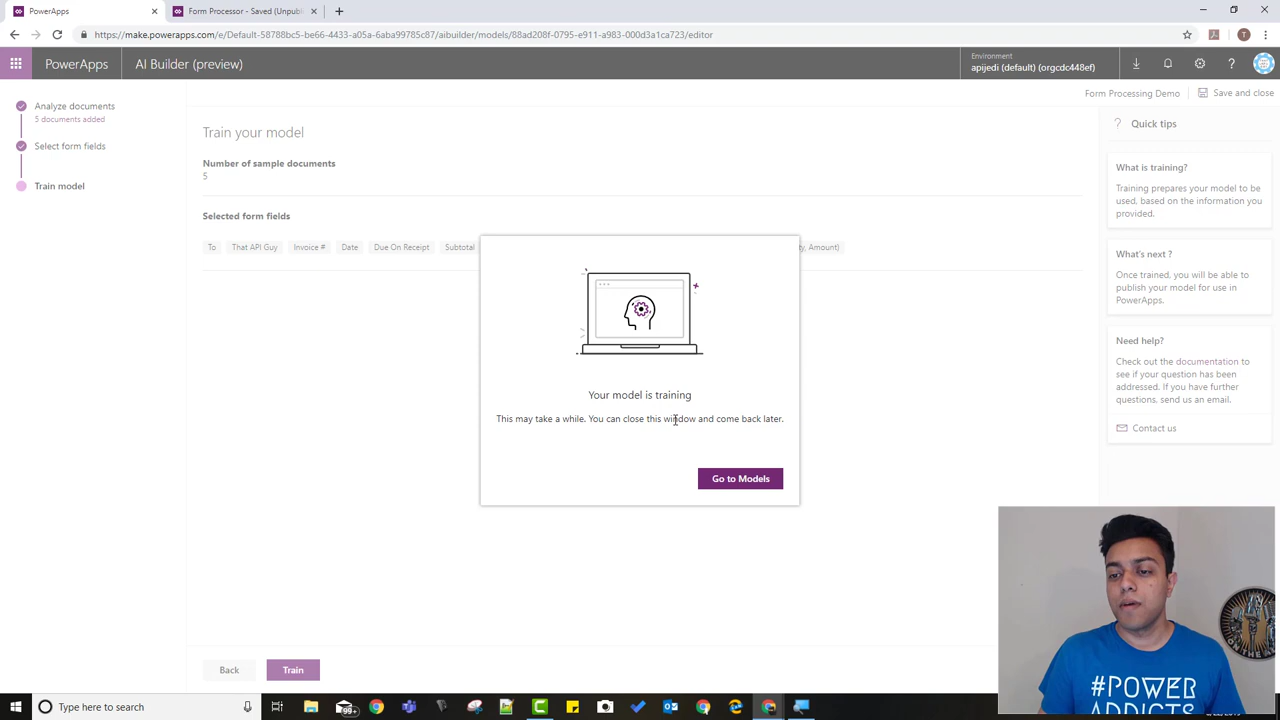 PowerApps
Form Processor - Saved (Unpubl
https://make.powerapps.com/e/Default-58788bc5-be66-4433-a05a-6aba99785c87/aibuilder/models/88ad208f-0795-e911-a983-000d3a1ca723/editor
T
PowerApps
AI Builder (preview)
Environment
apijedi (default) (orgcdc448ef)
Analyze documents
5 documents added
Select form fields
Train model
Form Processing Demo
Save and close
Train your model
Number of sample documents
5
Selected form fields
To
That API Guy
Invoice #
Date
Due On Receipt
Subtotal
ty, Amount)
Your model is training
This may take a while. You can close this window and come back later.
Go to Models
Quick tips
What is training?
Training prepares your model to be
used, based on the information you
provided.
What's next ?
Once trained, you will be able to
publish your model for use in
PowerApps.
Need help?
Check out the documentation to
see if your question has been
addressed. If you have further
questions, send us an email.
Contact us
Back
Train
#POWER
ADDICTS
Type here to search
99+